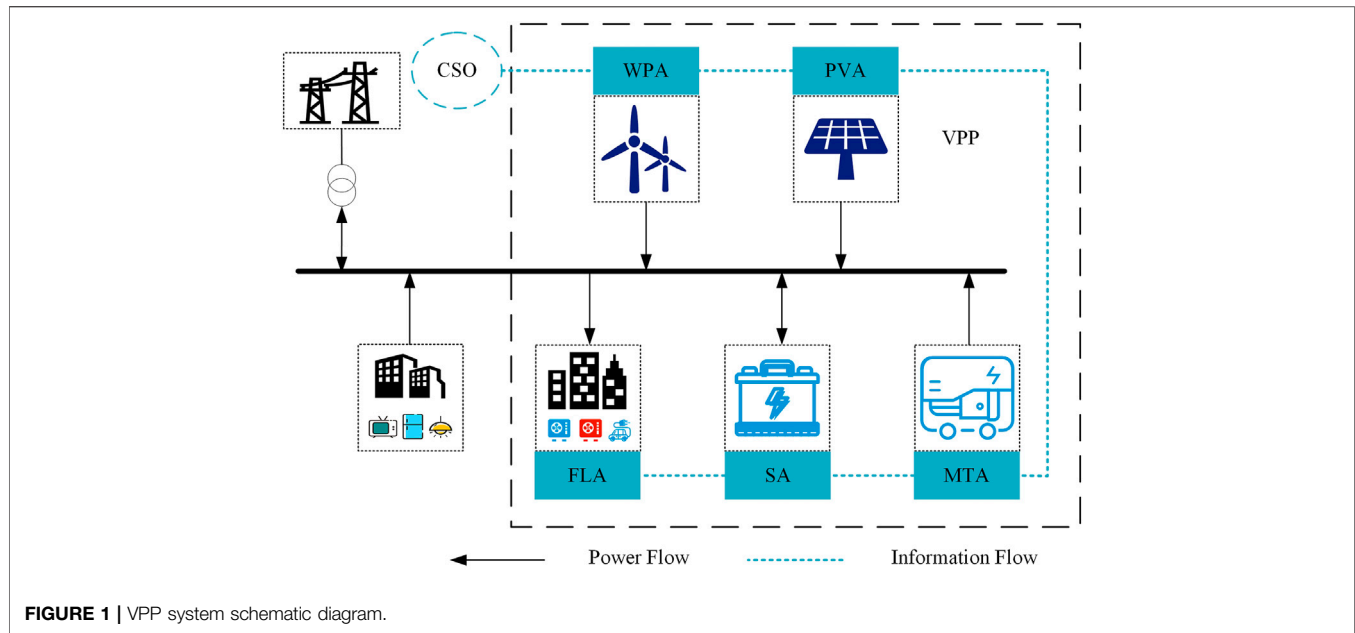 CSO
WPA
PVA
VPP
FLA
SA
MTA
Power Flow
Information Flow
FIGURE 1 | VPP system schematic diagram.